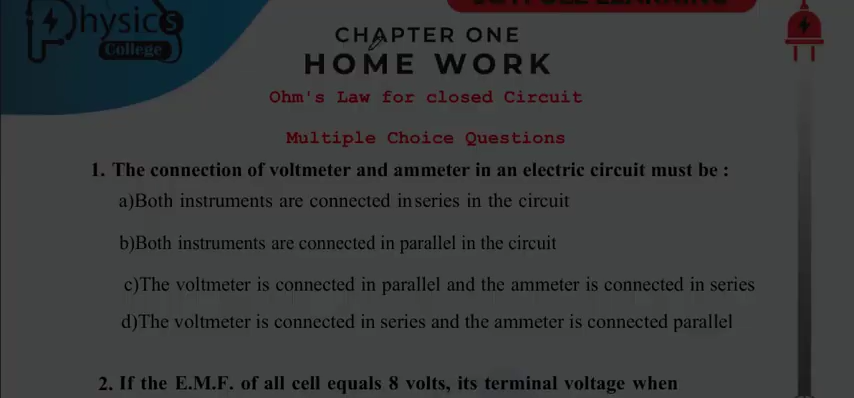 Physics
College
CHAPTER ONE
HOME WORK
Ohm's Law for closed Circuit
Multiple Choice Questions
1. The connection of voltmeter and ammeter in an electric circuit must be :
a)Both instruments are connected in series in the circuit
b)Both instruments are connected in parallel in the circuit
c)The voltmeter is connected in parallel and the ammeter is connected in series
d)The voltmeter is connected in series and the ammeter is connected parallel
2. If the E.M.F. of all cell equals 8 volts, its terminal voltage when